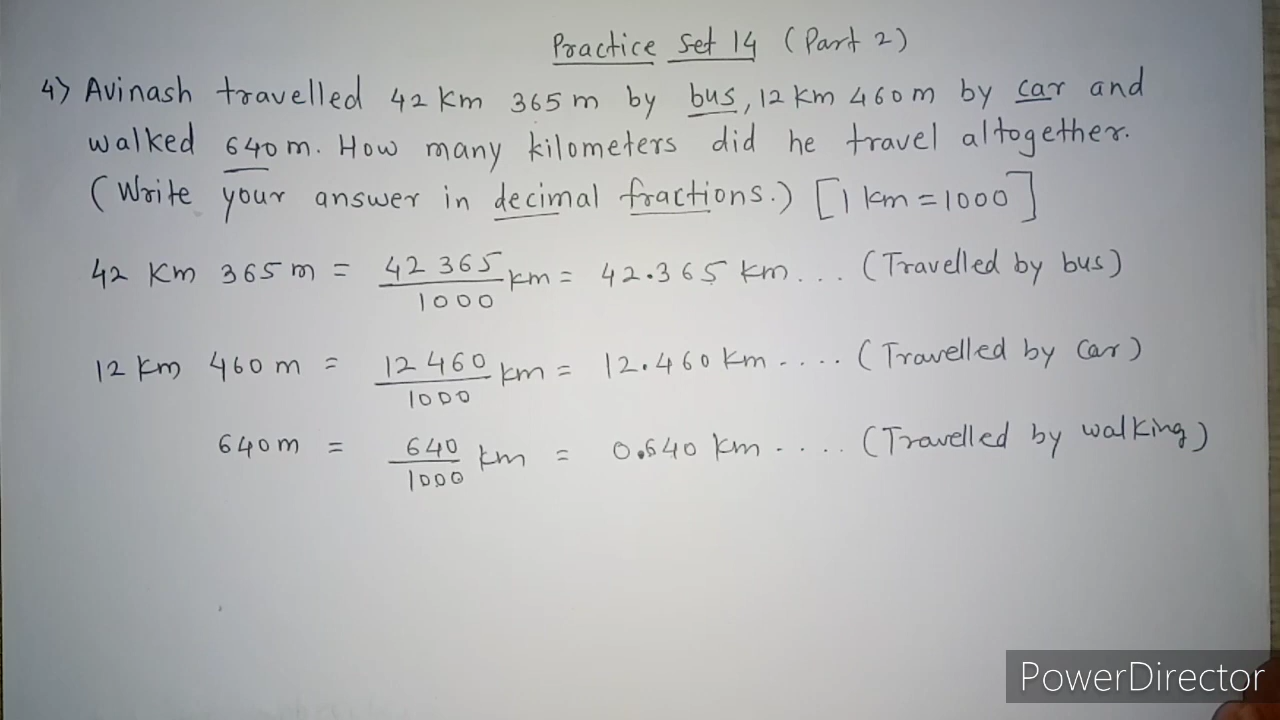 Practice Set 14 (Part 2)
4) Avinash travelled 42 km 365 m by bus, 12 km 460 m by car and
walked 640 m. How many kilometers did he travel altogether.
(Write your answer in decimal fractions.) [1 km = 1000]
42 Km 365 m = 42365/1000 km = 42.365 km... (Travelled by bus)
12 km 460 m = 12460/1000 km = 12.460 km.... (Travelled by Car)
640 m = 640/1000 km = 0.640 km.... (Travelled by walking)
PowerDirector